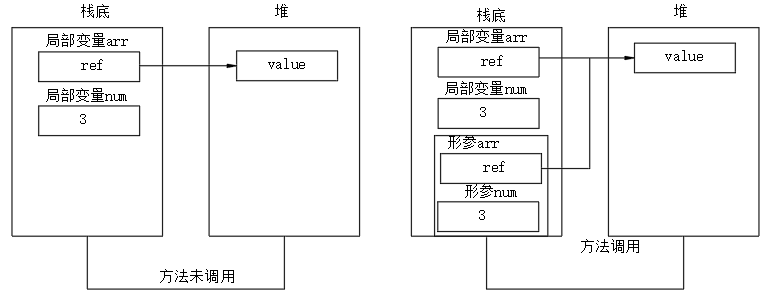 栈底
堆
局部变量arr
ref
value
局部变量num
3
方法未调用
栈底
堆
局部变量arr
ref
value
局部变量num
3
形参arr
ref
形参num
3
方法调用